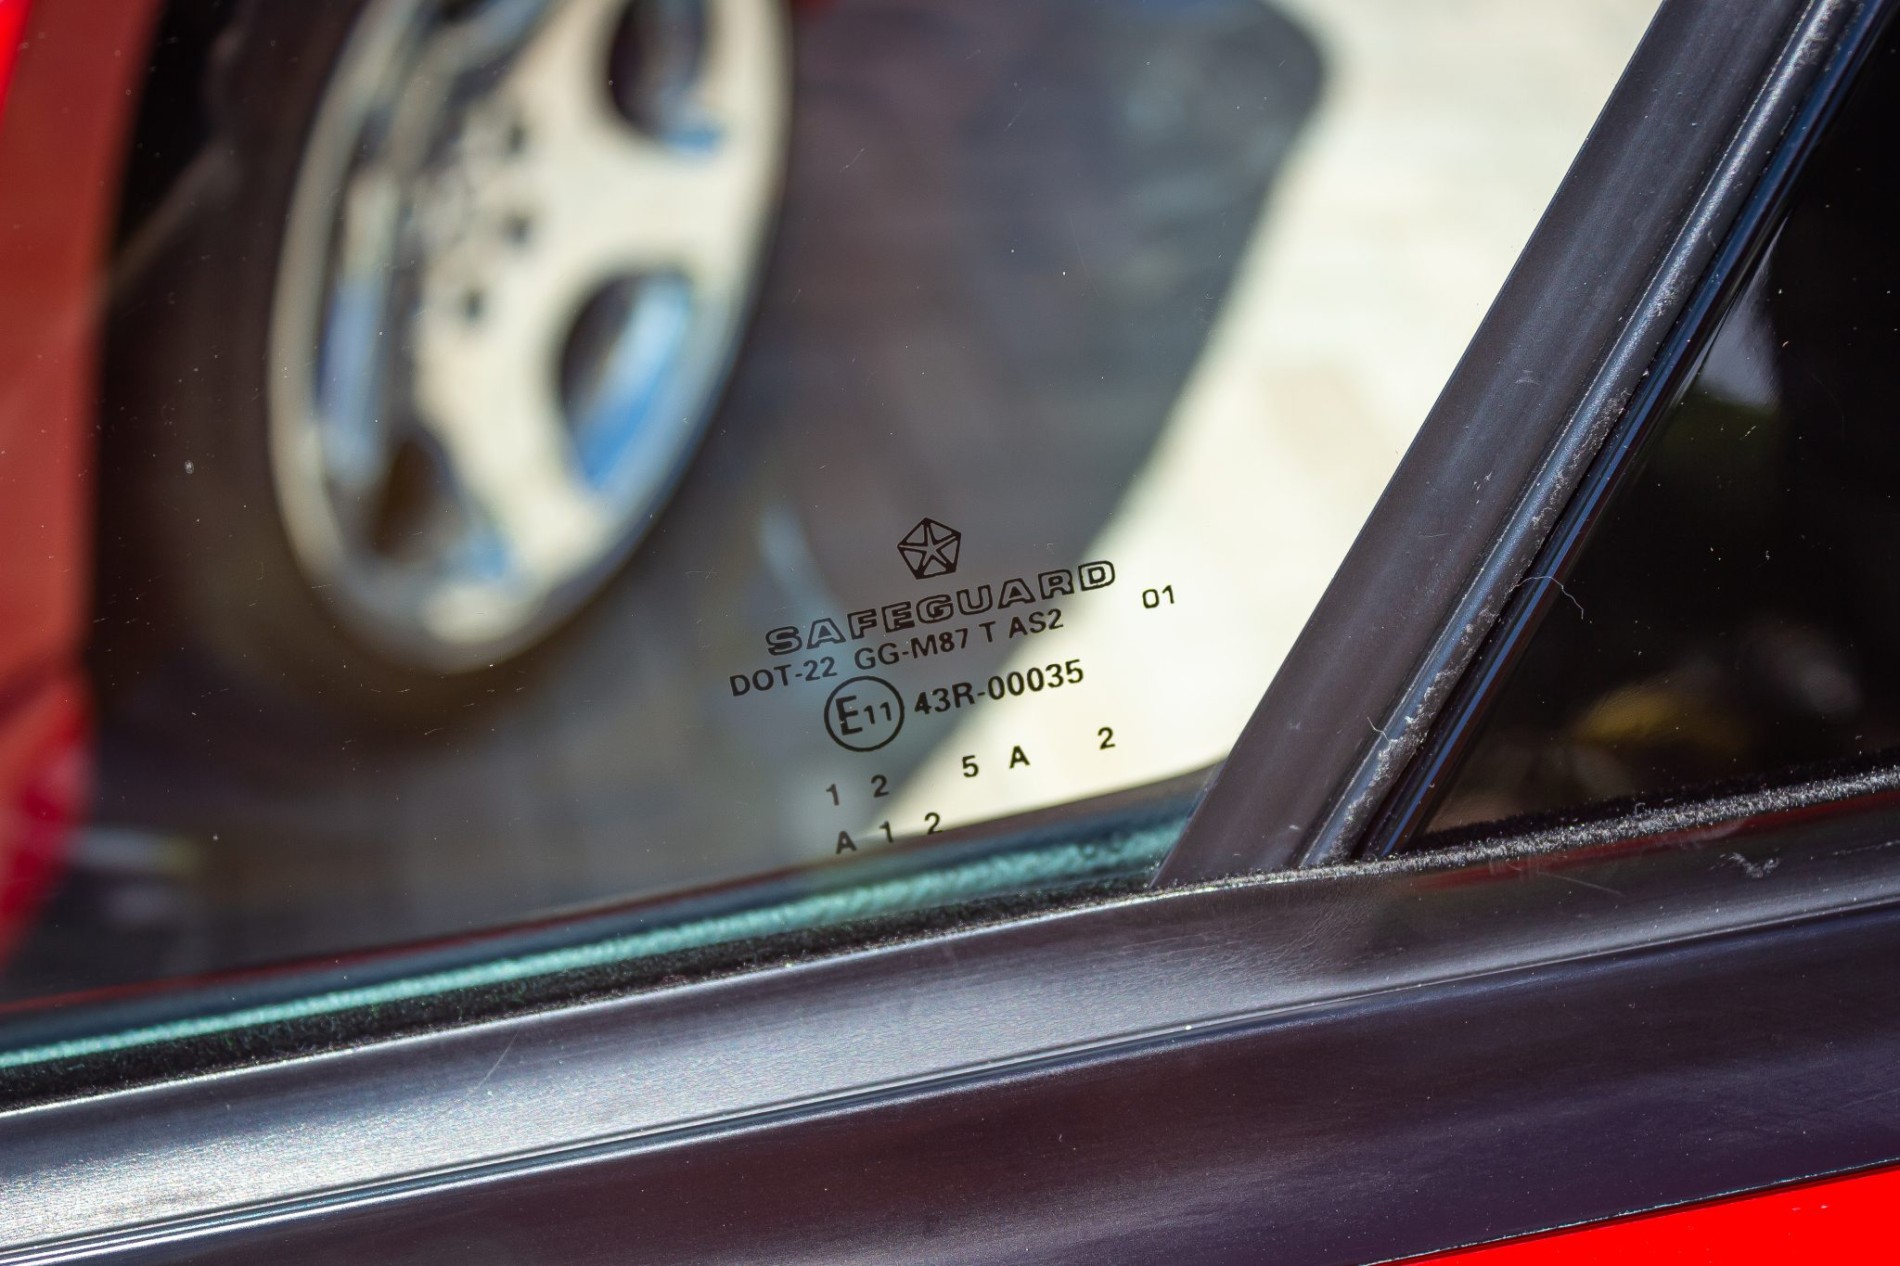 SAFEGUARD
DOT-22 GG-M87 T AS2 01
E11 43R-00035
1 2 5 A 2
A 1 2